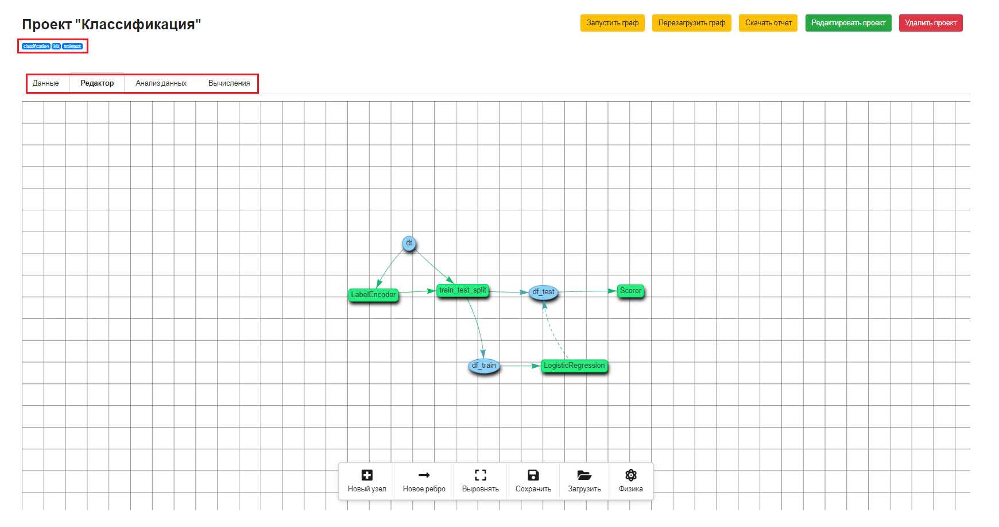 Проект "Классификация"
Запустить граф
Перезагрузить граф
Скачать отчет
Редактировать проект
Удалить проект
classification iris traintest
Данные
Редактор
Анализ данных
Вычисления
df
LabelEncoder
train_test_split
df_test
Scorer
df_train
LogisticRegression
Новый узел
Новое ребро
Выровнять
Сохранить
Загрузить
Физика